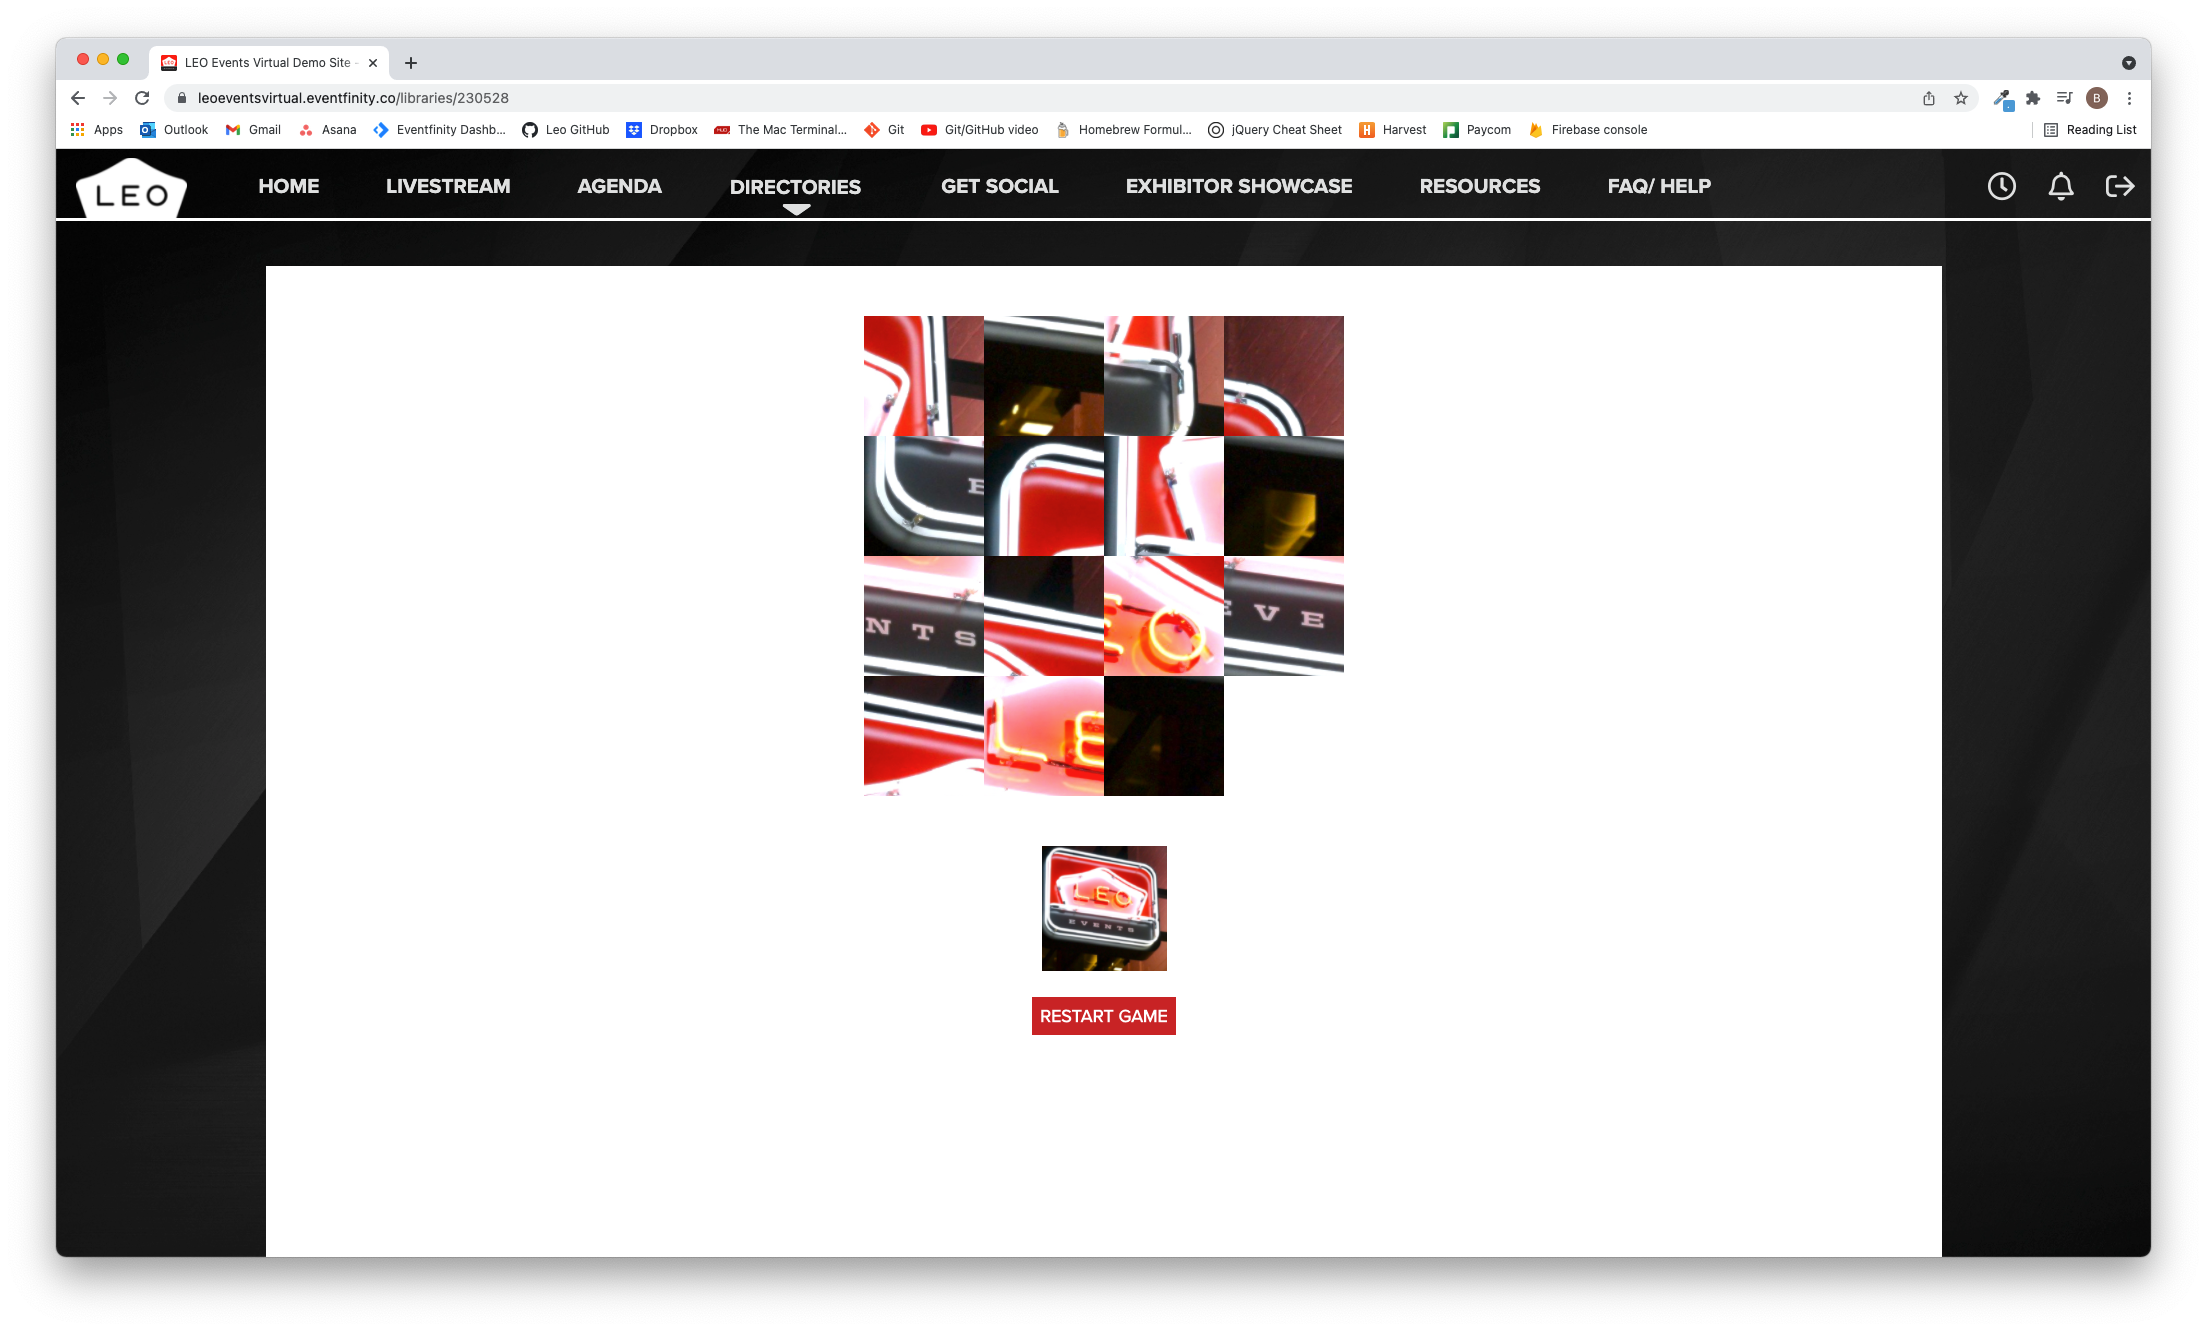 LEO Events Virtual Demo Site -
leoeventsvirtual.eventfinity.co/libraries/230528
B
Apps Outlook Gmail Asana Eventfinity Dashb... Leo GitHub Dropbox The Mac Terminal... Git Git/GitHub video Homebrew Formul... jQuery Cheat Sheet Harvest Paycom Firebase console Reading List
LEO HOME LIVESTREAM AGENDA DIRECTORIES GET SOCIAL EXHIBITOR SHOWCASE RESOURCES FAQ/ HELP
E
N T S E O E V E
L E
LEO
EVENTS
RESTART GAME